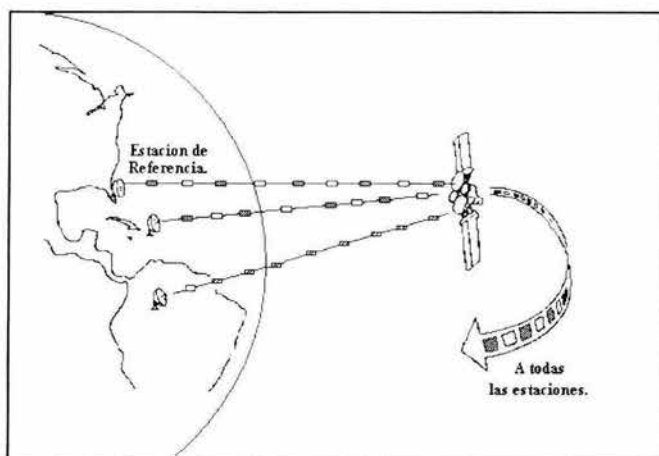 Estacion de
Referencia.
A todas
las estaciones.